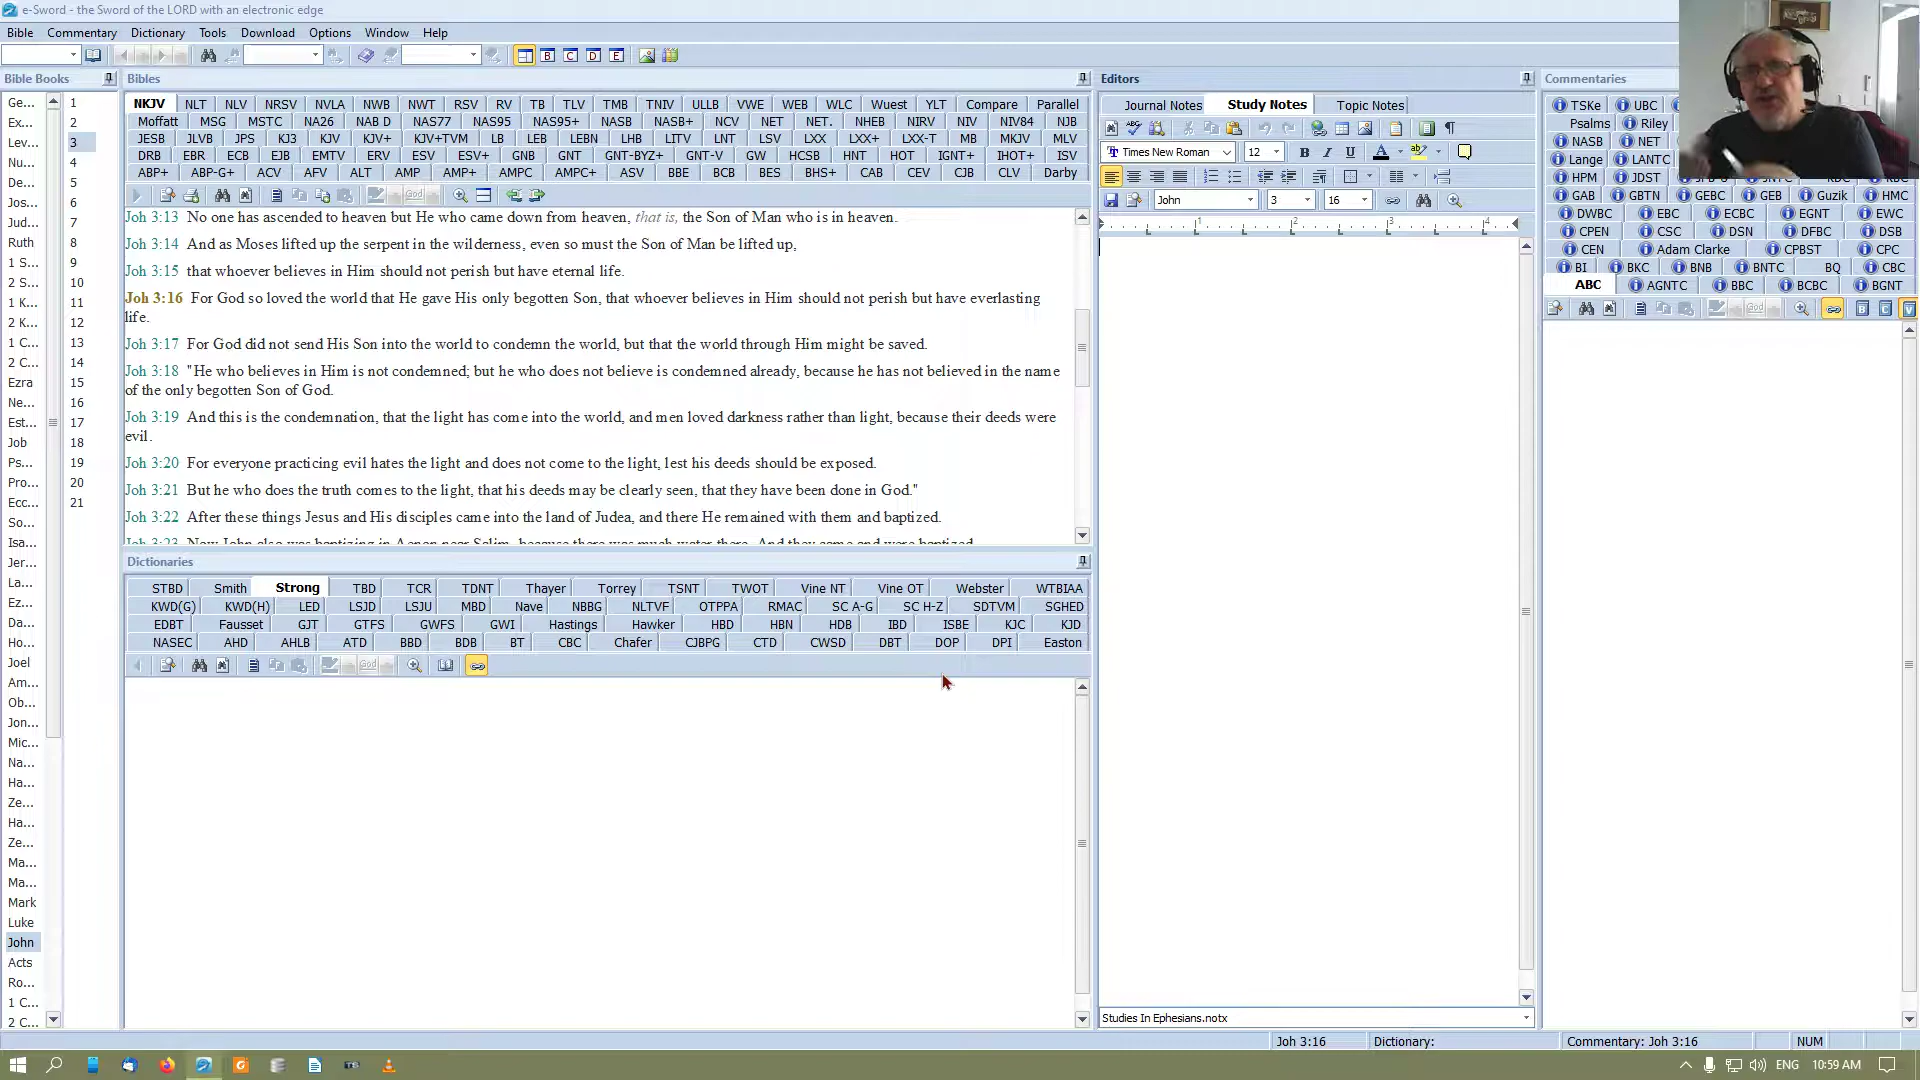 e-Sword - the Sword of the LORD with an electronic edge
Bible Commentary Dictionary Tools Download Options Window Help
Bible Books
Ge...
Ex...
Lev...
Nu...
De...
Jos...
Jud...
Ruth
1 S...
2 S...
1 K...
2 K...
1 C...
2 C...
Ezra
Ne...
Est...
Job
Ps...
Pro...
Ecc...
So...
Isa...
Jer...
La...
Ez...
Da...
Ho...
Joel
Am...
Ob...
Jon...
Mic...
Na...
Ha...
Ze...
Ha...
Ze...
Ma...
Ma...
Mark
Luke
John
Acts
Ro...
1 C...
2 C...
1
2
3
4
5
6
7
8
9
10
11
12
13
14
15
16
17
18
19
20
21
Bibles
NKJV NLT NLV NRSV NVLA NWB NWT RSV RV TB TLV TMB TNIV ULLB VWE WEB WLC Wuest YLT Compare Parallel
Moffatt MSG MSTC NA26 NAB D NAS77 NAS95 NAS95+ NASB NASB+ NCV NET NET. NHEB NIRV NIV NIV84 NJB
JESB JLVB JPS KJ3 KJV KJV+ KJV+TVM LB LEB LEBN LHB LITV LNT LSV LXX LXX+ LXX-T MB MKJV MLV
DRB EBR ECB EJB EMTV ERV ESV ESV+ GNB GNT GNT-BYZ+ GNT-V GW HCSB HNT HOT IGNT+ IHOT+ ISV
ABP+ ABP-G+ ACV AFV ALT AMP AMP+ AMPC AMPC+ ASV BBE BCB BES BHS+ CAB CEV CJB CLV Darby
Joh 3:13 No one has ascended to heaven but He who came down from heaven, that is, the Son of Man who is in heaven.
Joh 3:14 And as Moses lifted up the serpent in the wilderness, even so must the Son of Man be lifted up,
Joh 3:15 that whoever believes in Him should not perish but have eternal life.
Joh 3:16 For God so loved the world that He gave His only begotten Son, that whoever believes in Him should not perish but have everlasting
life.
Joh 3:17 For God did not send His Son into the world to condemn the world, but that the world through Him might be saved.
Joh 3:18 "He who believes in Him is not condemned; but he who does not believe is condemned already, because he has not believed in the name
of the only begotten Son of God.
Joh 3:19 And this is the condemnation, that the light has come into the world, and men loved darkness rather than light, because their deeds were
evil.
Joh 3:20 For everyone practicing evil hates the light and does not come to the light, lest his deeds should be exposed.
Joh 3:21 But he who does the truth comes to the light, that his deeds may be clearly seen, that they have been done in God."
Joh 3:22 After these things Jesus and His disciples came into the land of Judea, and there He remained with them and baptized.
Joh 3:23 Now John also was baptizing in Aenon near Salim, because there was much water there. And they came and were baptized.
Dictionaries
STBD Smith Strong TBD TCR TDNT Thayer Torrey TSNT TWOT Vine NT Vine OT Webster WTBIAA
KWD(G) KWD(H) LED LSJD LSJU MBD Nave NBBG NLTVF OTPPA RMAC SC A-G SC H-Z SDTVM SGHED
EDBT Fausset GJT GTFS GWFS GWI Hastings Hawker HBD HBN HDB IBD ISBE KJC KJD
NASEC AHD AHLB ATD BBD BDB BT CBC Chafer CJBPG CTD CWSD DBT DOP DPI Easton
Editors
Journal Notes Study Notes Topic Notes
Times New Roman 12 B I U A ab
John 3 16
1 2 3 4
Studies In Ephesians.notx
Commentaries
TSKe UBC
Psalms Riley
NASB NET
Lange LANTC
HPM JDST
GAB GBTN GEBC GEB Guzik HMC
DWBC EBC ECBC EGNT EWC
CPEN CSC DSN DFBC DSB
CEN Adam Clarke CPBST CPC
BI BKC BNB BNTC BQ CBC
ABC AGNTC BBC BCBC BGNT
Joh 3:16 Dictionary: Commentary: Joh 3:16 NUM
ENG 10:59 AM